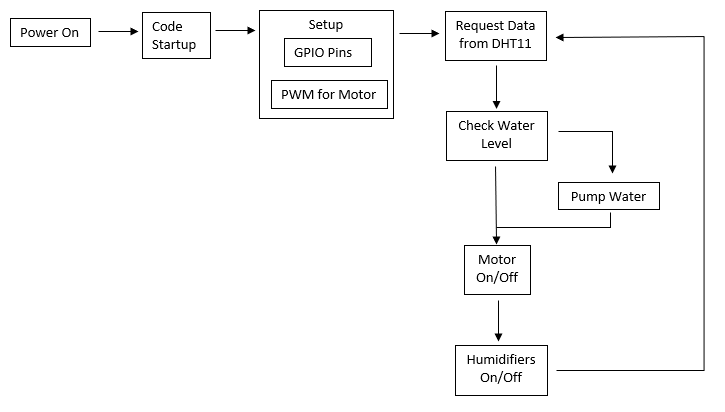 Power On
Code
Startup
Setup
GPIO Pins
PWM for Motor
Request Data
from DHT11
Check Water
Level
Pump Water
Motor
On/Off
Humidifiers
On/Off